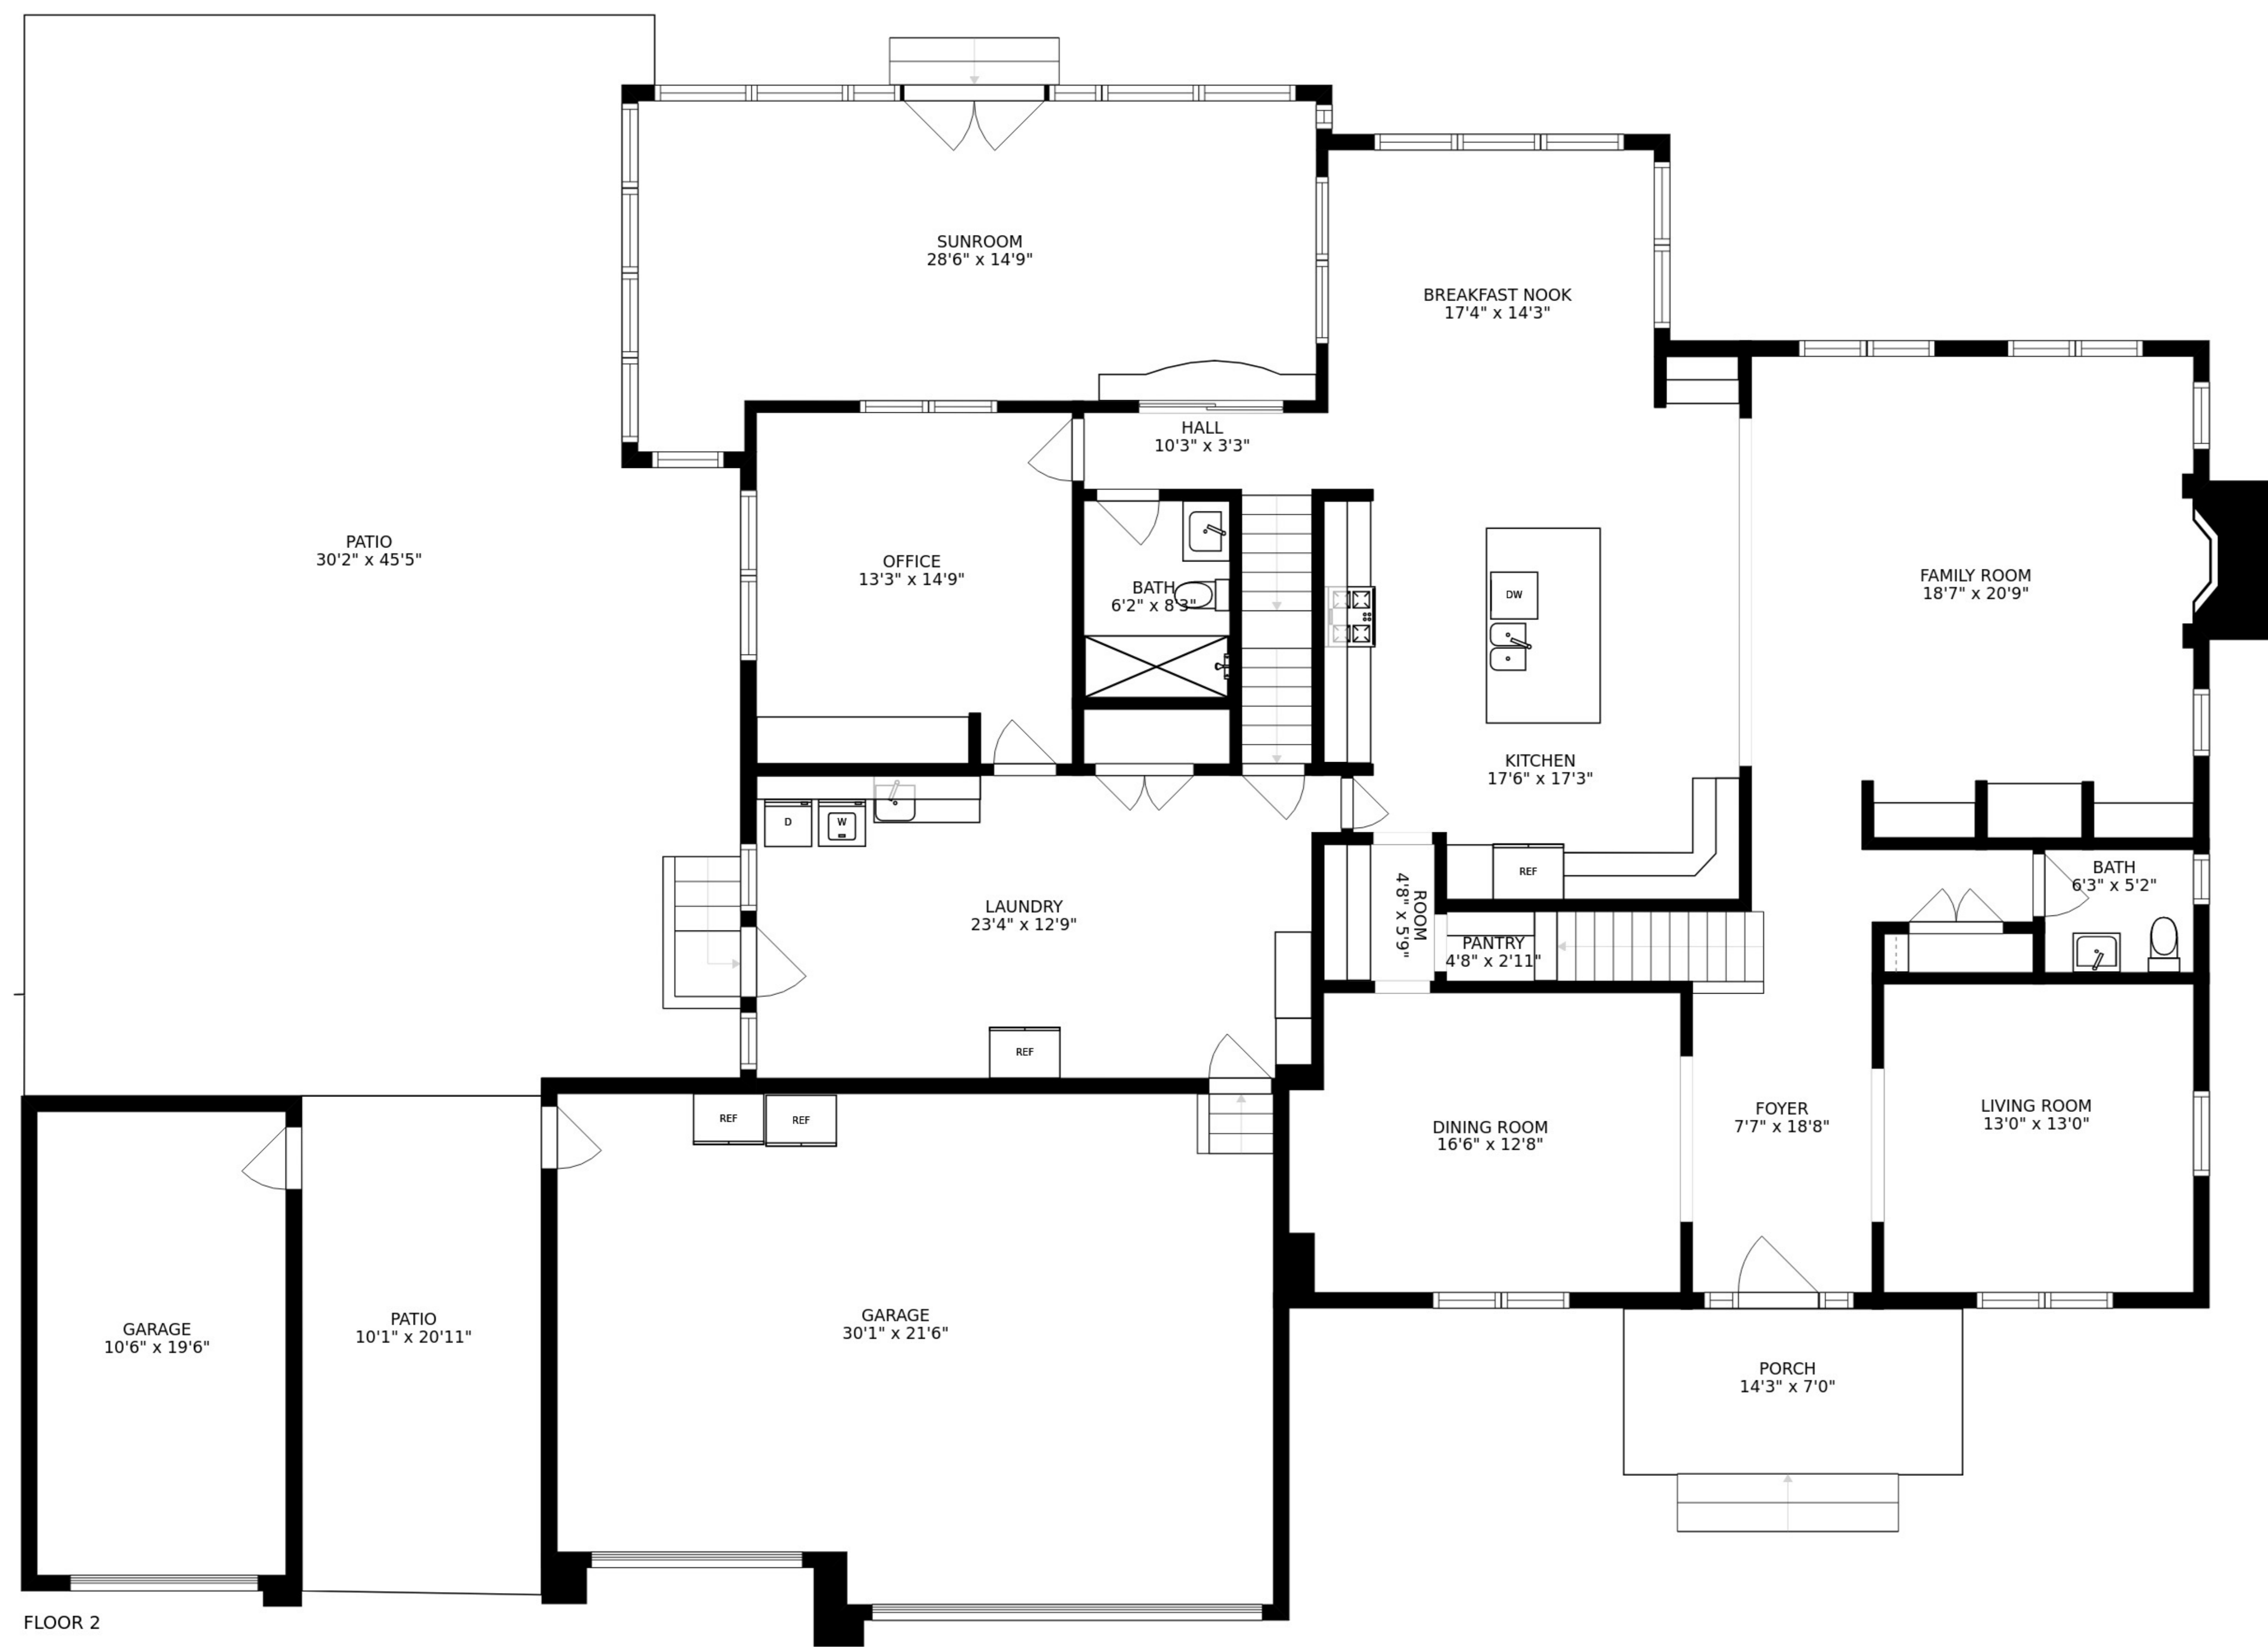 SUNROOM
28'6" x 14'9"
BREAKFAST NOOK
17'4" x 14'3"
HALL
10'3" x 3'3"
PATIO
30'2" x 45'5"
OFFICE
13'3" x 14'9"
BATH
6'2" x 8'3"
DW
FAMILY ROOM
18'7" x 20'9"
KITCHEN
17'6" x 17'3"
D
W
REF
BATH
6'3" x 5'2"
LAUNDRY
23'4" x 12'9"
ROOM
4'8" x 5'9"
PANTRY
4'8" x 2'11"
REF
REF
REF
DINING ROOM
16'6" x 12'8"
FOYER
7'7" x 18'8"
LIVING ROOM
13'0" x 13'0"
GARAGE
10'6" x 19'6"
PATIO
10'1" x 20'11"
GARAGE
30'1" x 21'6"
PORCH
14'3" x 7'0"
FLOOR 2